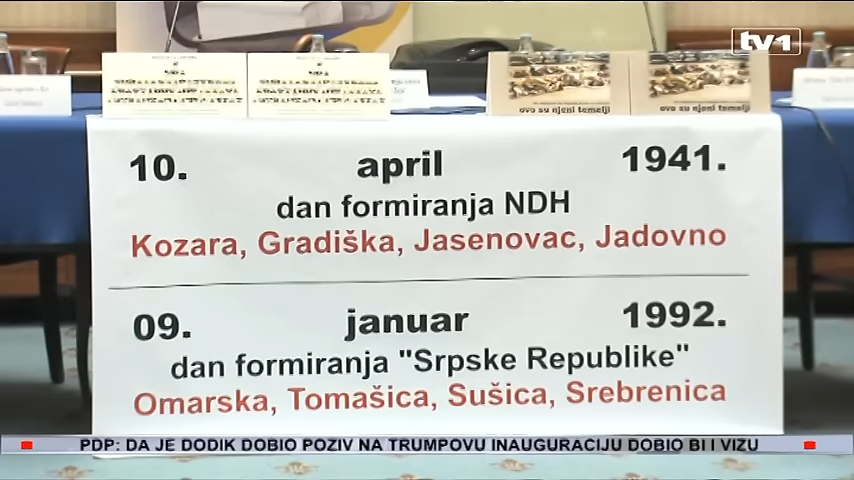 tv1
ovo su njeni temelji
ovo su njeni temelji
10. april 1941.
dan formiranja NDH
Kozara, Gradiška, Jasenovac, Jadovno
09. januar 1992.
dan formiranja "Srpske Republike"
Omarska, Tomašica, Sušica, Srebrenica
PDP: DA JE DODIK DOBIO POZIV NA TRUMPOVU INAUGURACIJU DOBIO BI I VIZU